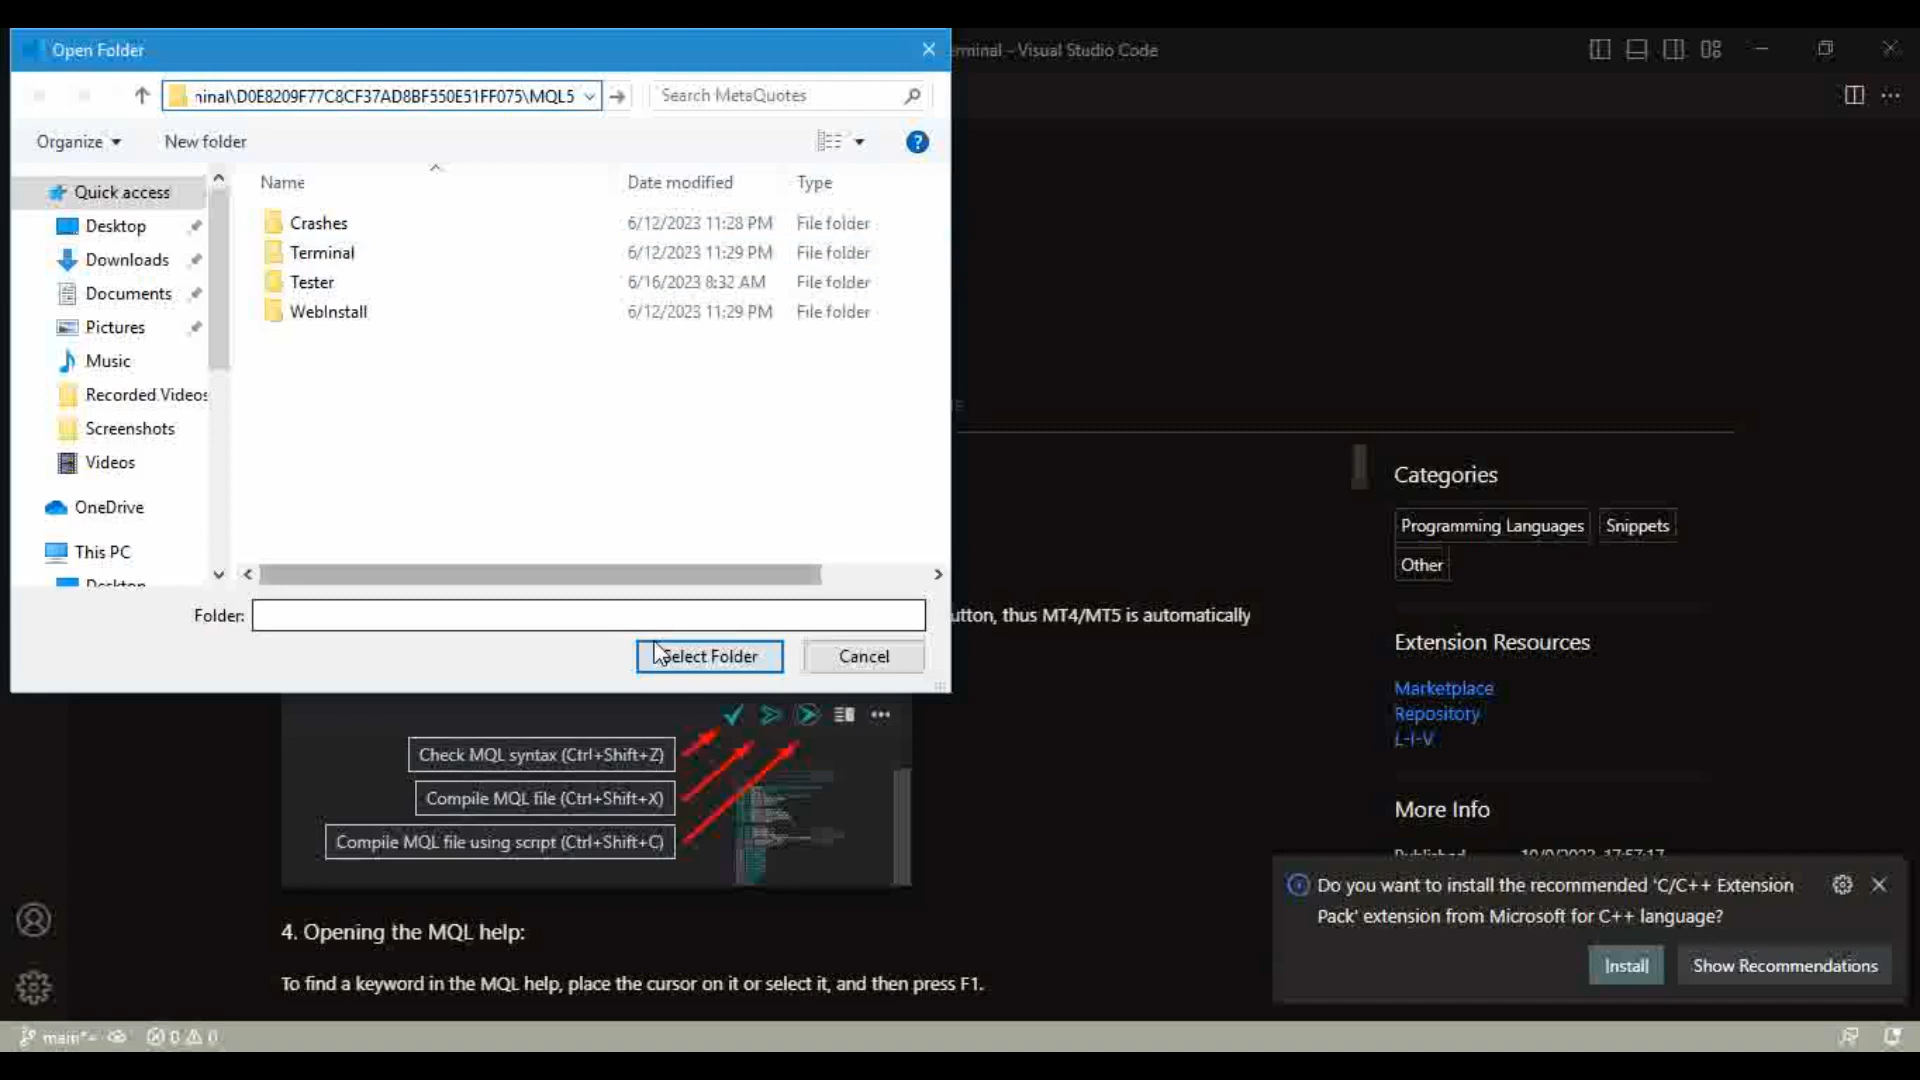 Open Folder
erminal - Visual Studio Code
ninal\D0E8209F77C8CF37AD8BF550E51FF075\MQL5
Search MetaQuotes
Organize
New folder
Name
Date modified
Type
Quick access
Desktop
Downloads
Documents
Pictures
Music
Recorded Videos
Screenshots
Videos
OneDrive
This PC
Desktop
Crashes
6/12/2023 11:28 PM
File folder
Terminal
6/12/2023 11:29 PM
File folder
Tester
6/16/2023 8:32 AM
File folder
WebInstall
6/12/2023 11:29 PM
File folder
Folder:
Select Folder
Cancel
utton, thus MT4/MT5 is automatically
Check MQL syntax (Ctrl+Shift+Z)
Compile MQL file (Ctrl+Shift+X)
Compile MQL file using script (Ctrl+Shift+C)
4. Opening the MQL help:
To find a keyword in the MQL help, place the cursor on it or select it, and then press F1.
Categories
Programming Languages
Snippets
Other
Extension Resources
Marketplace
Repository
L-I-V
More Info
Published
Do you want to install the recommended 'C/C++ Extension
Pack' extension from Microsoft for C++ language?
Install
Show Recommendations
main*
0
0